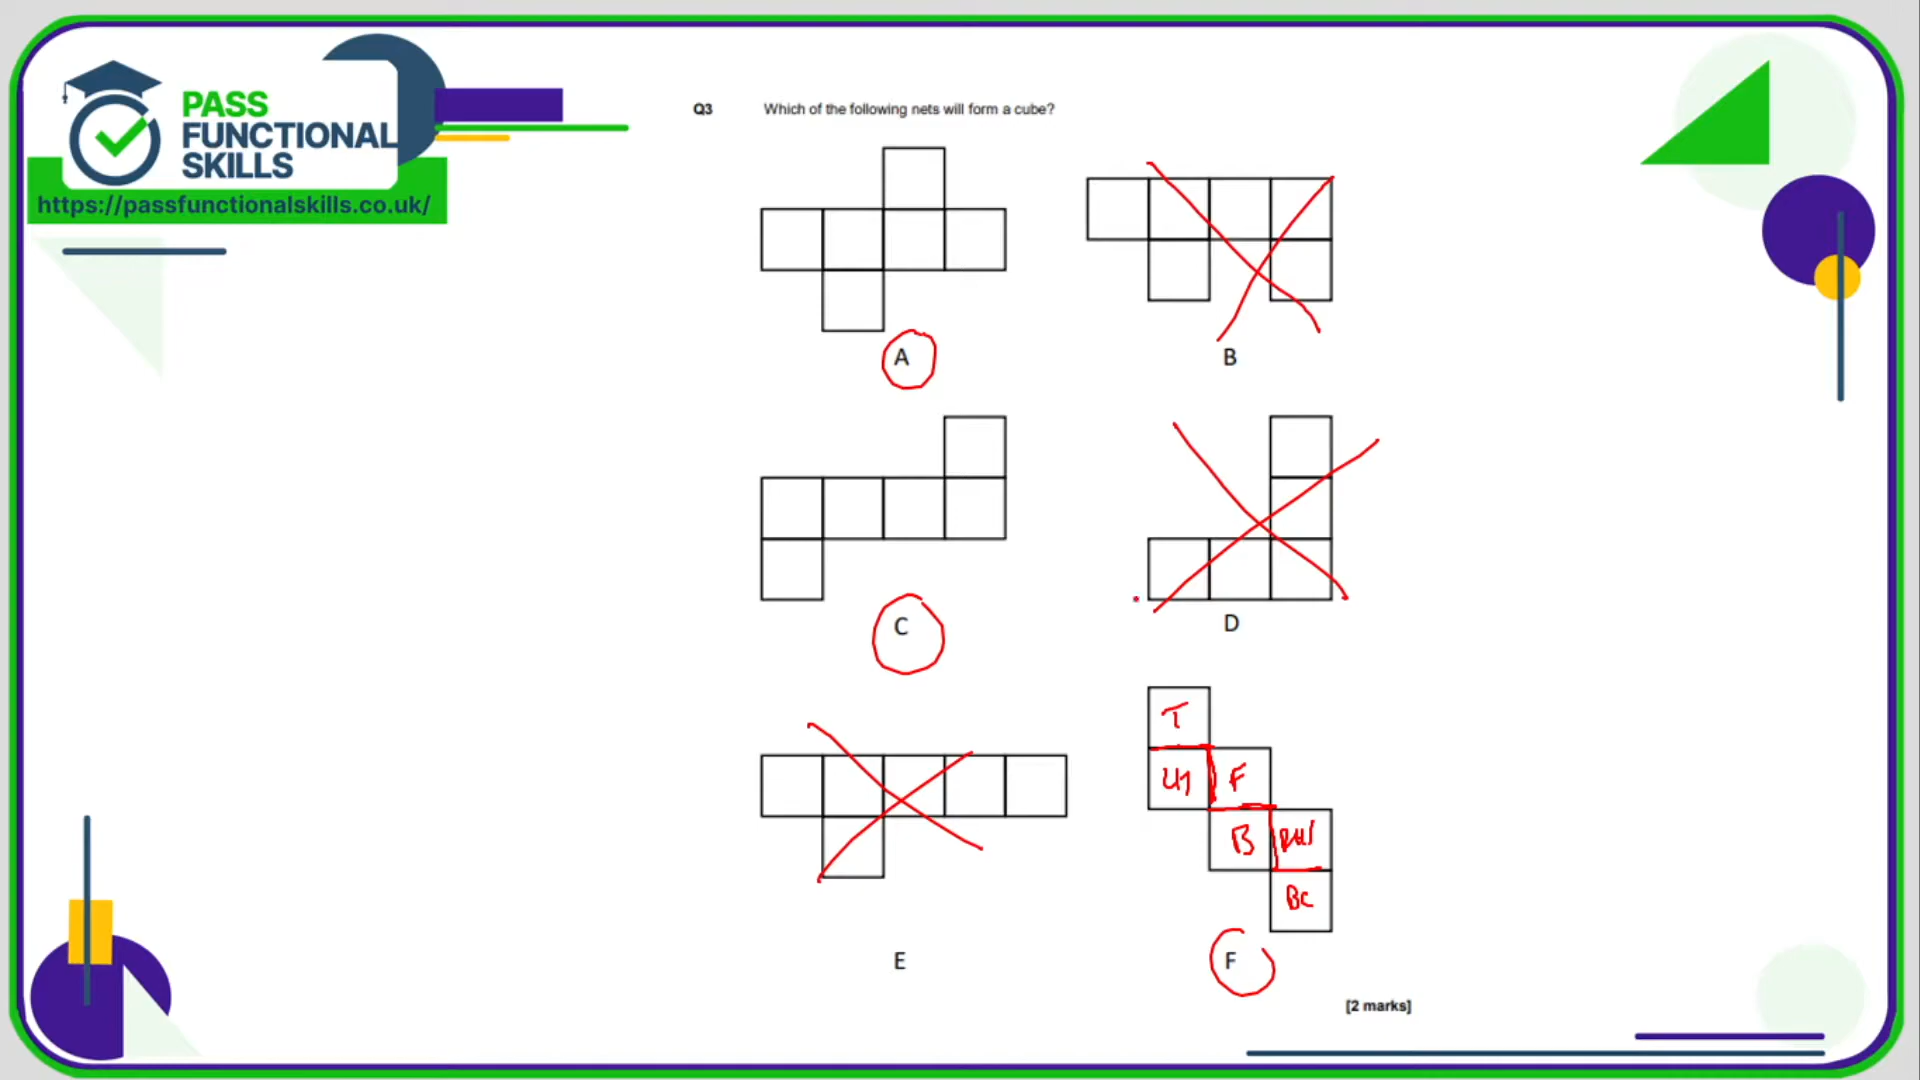 PASS
FUNCTIONAL
SKILLS
https://passfunctionalskills.co.uk/
Q3 Which of the following nets will form a cube?
A
B
C
D
T
F
B
BC
E
F
[2 marks]